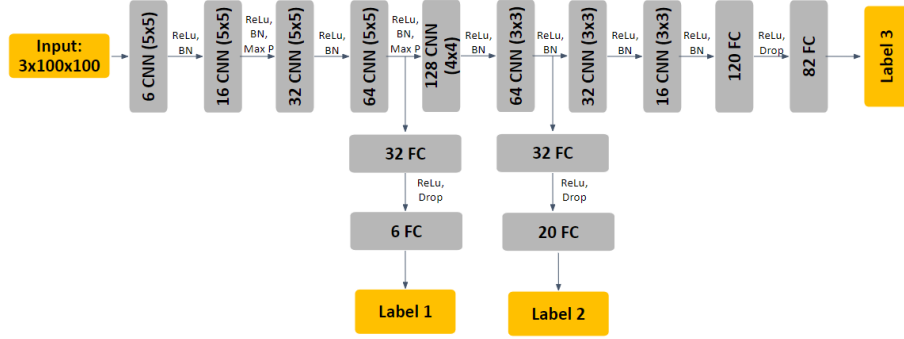 Input:
3x100x100
6 CNN (5x5)
ReLu,
BN
16 CNN (5x5)
ReLu,
BN,
Max P
32 CNN (5x5)
ReLu,
BN
64 CNN (5x5)
ReLu,
BN,
Max P
128 CNN
(4x4)
ReLu,
BN
64 CNN (3x3)
ReLu,
BN
32 CNN (3x3)
ReLu,
BN
16 CNN (3x3)
ReLu,
BN
120 FC
ReLu,
Drop
82 FC
Label 3
32 FC
ReLu,
Drop
6 FC
Label 1
32 FC
ReLu,
Drop
20 FC
Label 2